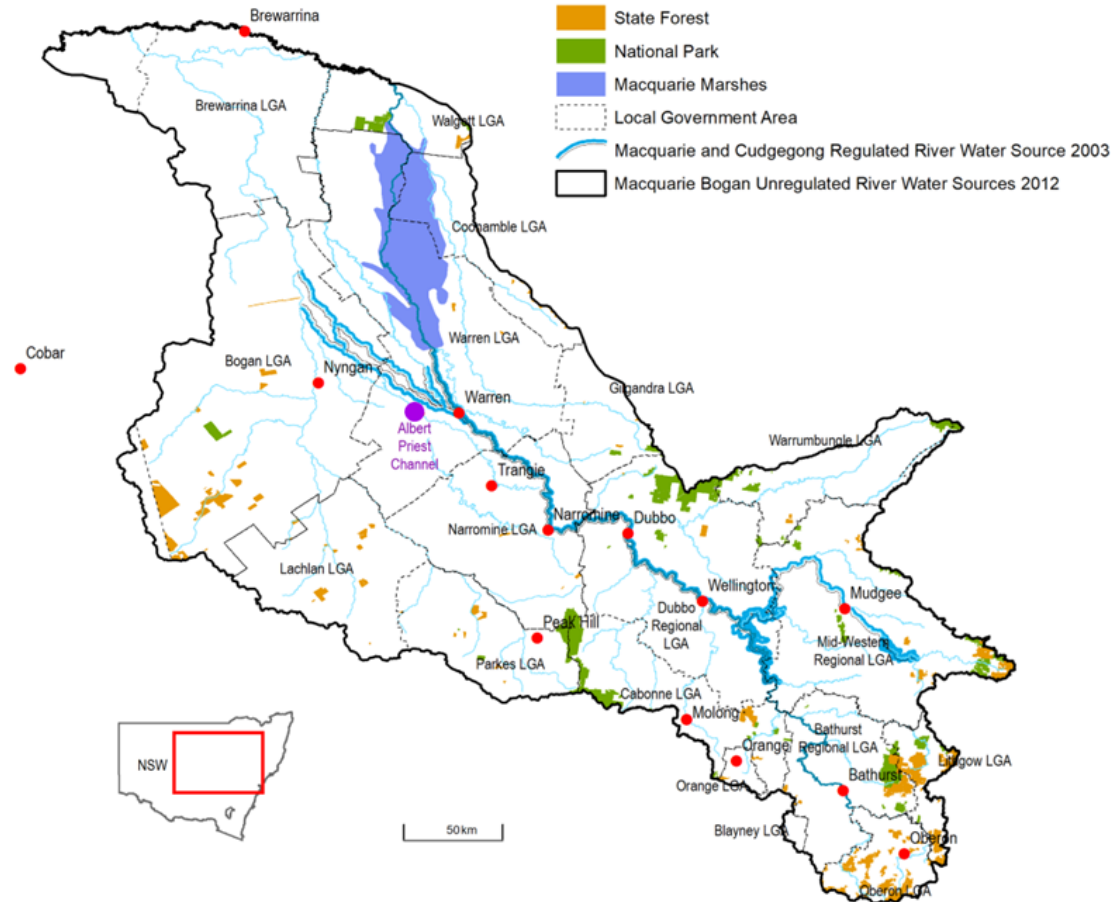 Brewarrina
State Forest
National Park
Macquarie Marshes
Local Government Area
Macquarie and Cudgegong Regulated River Water Source 2003
Macquarie Bogan Unregulated River Water Sources 2012
Brewarrina LGA
Walgett LGA
Coonamble LGA
Warren LGA
Cobar
Bogan LGA
Nyngan
Gilgandra LGA
Warren
Albert
Priest
Channel
Warrumbungle LGA
Trangie
Narromine
Narromine LGA
Dubbo
Lachlan LGA
Wellington
Mudgee
Dubbo
Regional
LGA
Peak Hill
Mid-Western
Regional LGA
Parkes LGA
Cabonne LGA
Molong
Bathurst
Regional LGA
NSW
Orange
Lithgow LGA
Orange LGA
Bathurst
50 km
Blayney LGA
Oberon
Oberon LGA